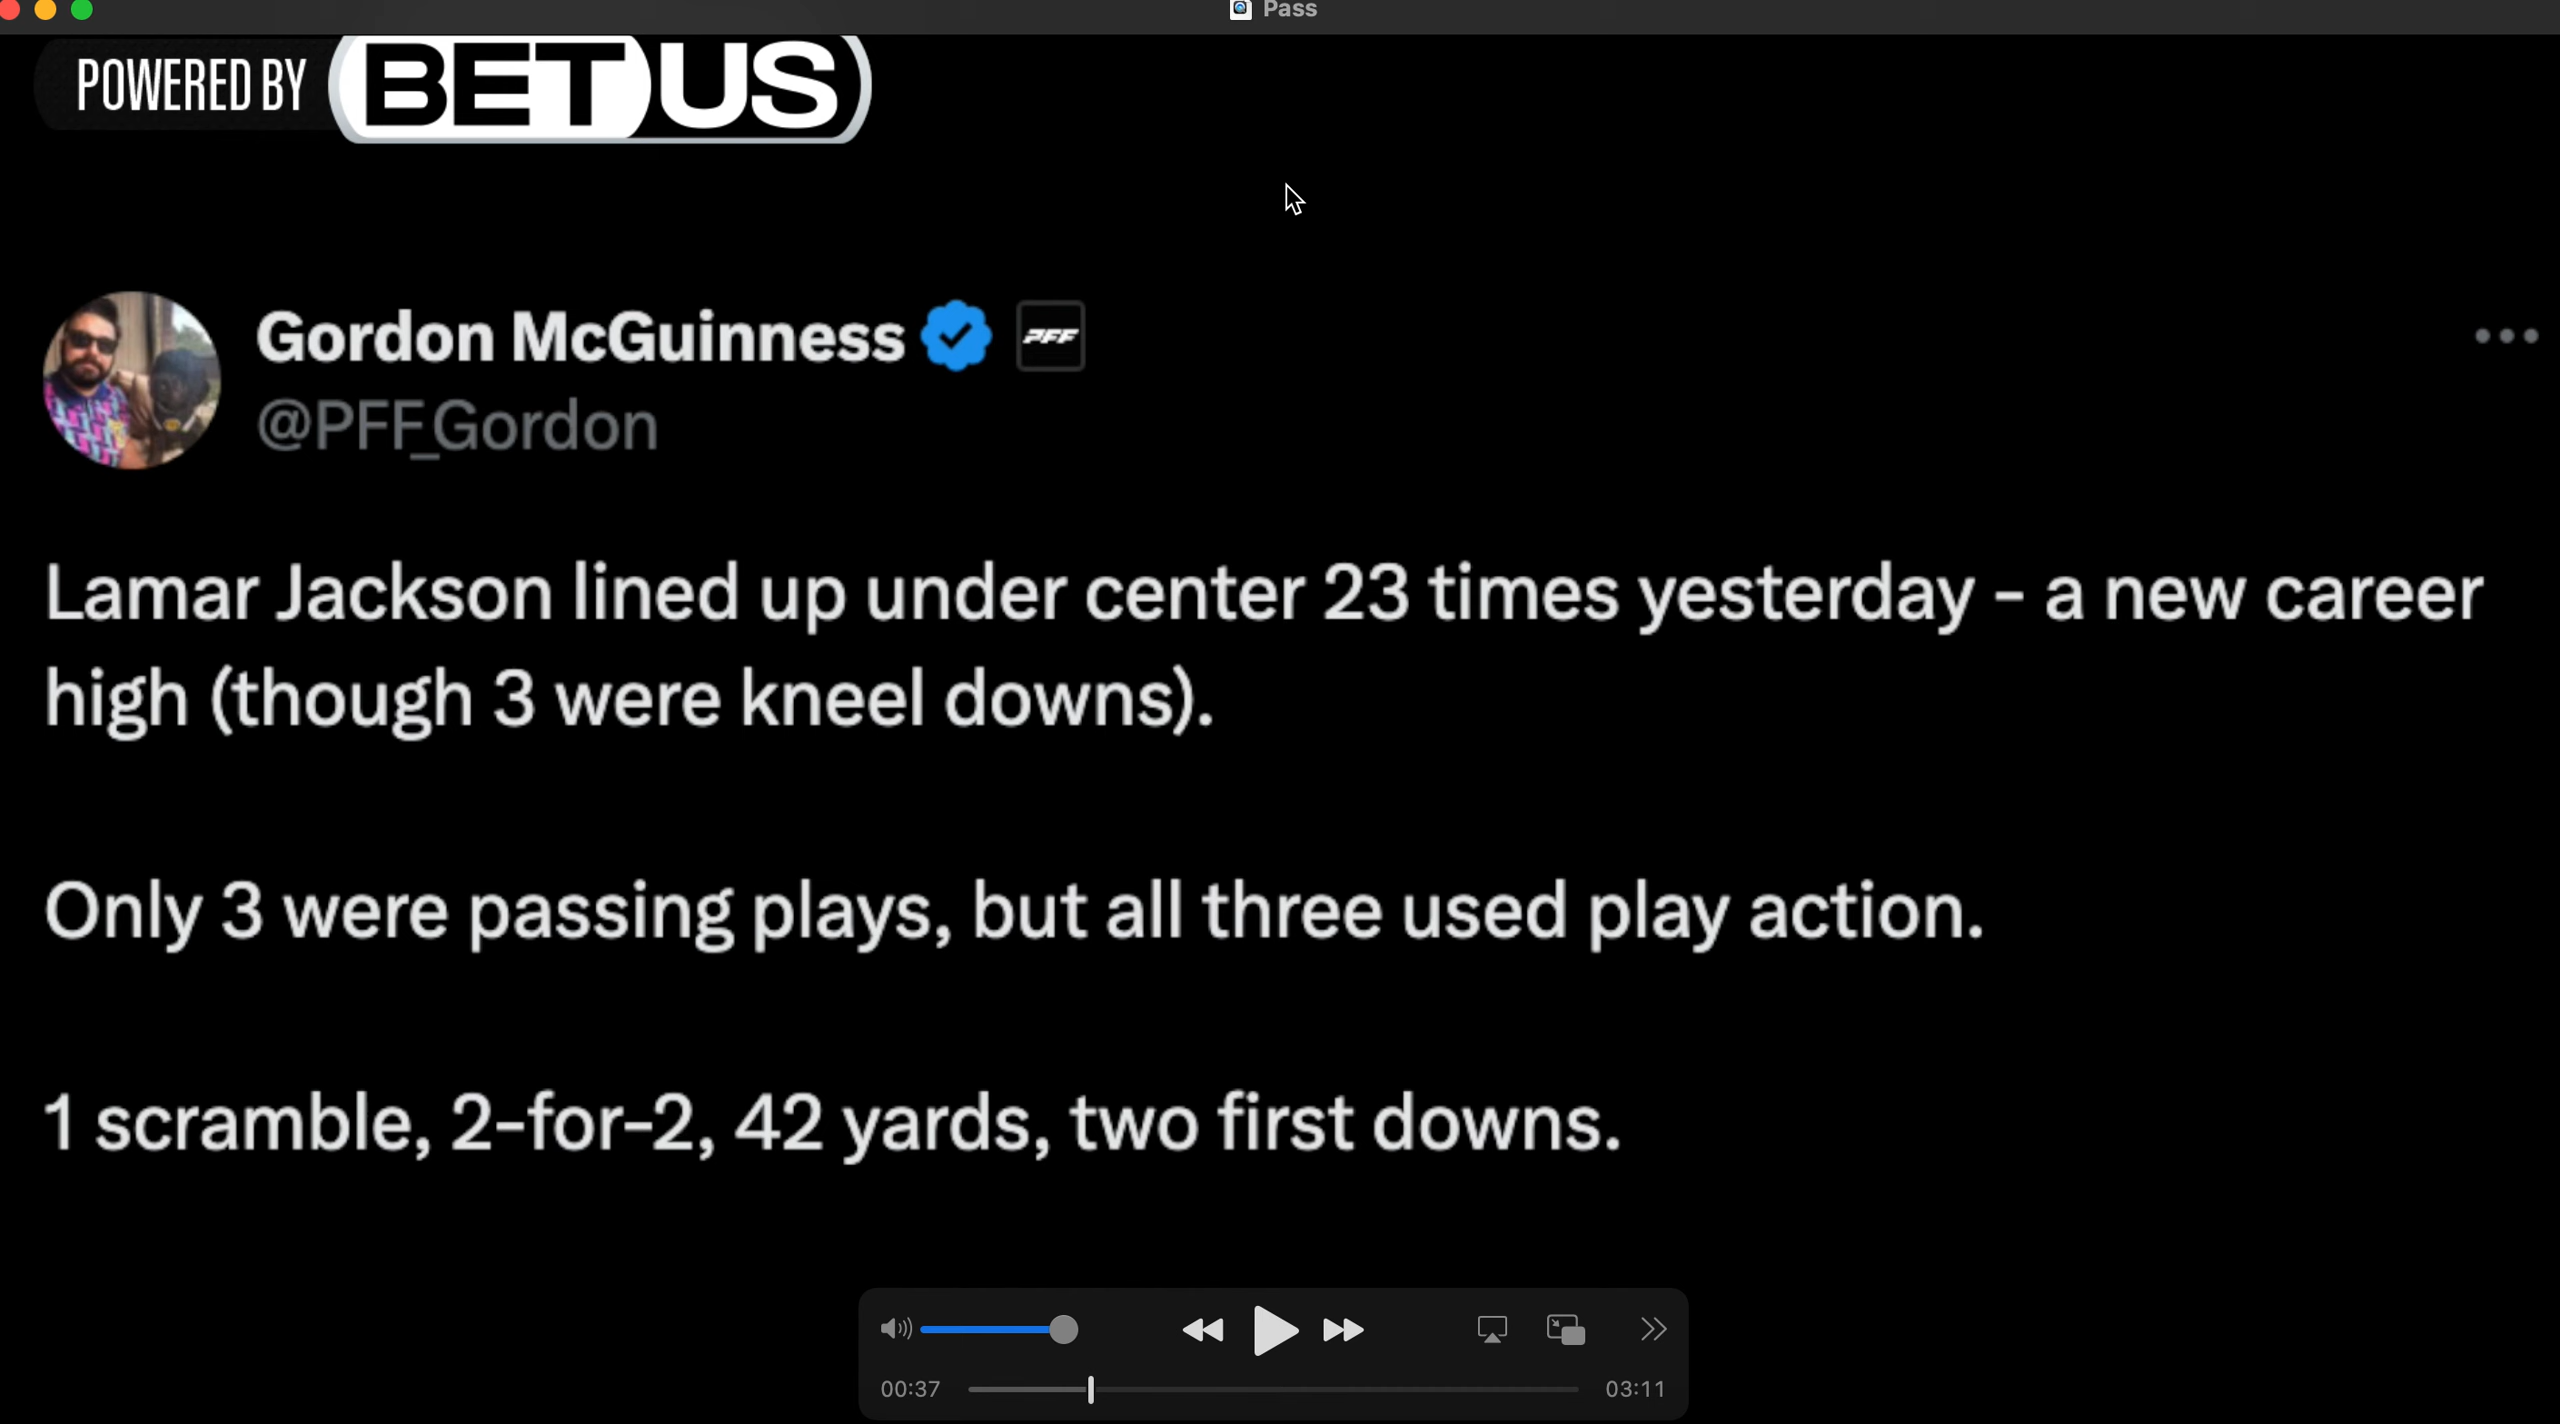 Pass
POWERED BY BETUS
Gordon McGuinness PFF
@PFF_Gordon
Lamar Jackson lined up under center 23 times yesterday - a new career
high (though 3 were kneel downs).
Only 3 were passing plays, but all three used play action.
1 scramble, 2-for-2, 42 yards, two first downs.
00:37 03:11